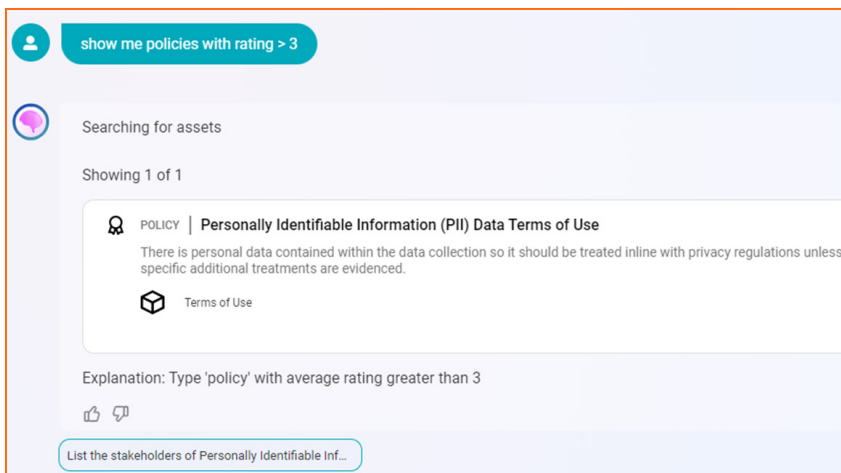 show me policies with rating > 3
Searching for assets
Showing 1 of 1
POLICY | Personally Identifiable Information (PII) Data Terms of Use
There is personal data contained within the data collection so it should be treated inline with privacy regulations unless
specific additional treatments are evidenced.
Terms of Use
Explanation: Type 'policy' with average rating greater than 3
List the stakeholders of Personally Identifiable Inf...